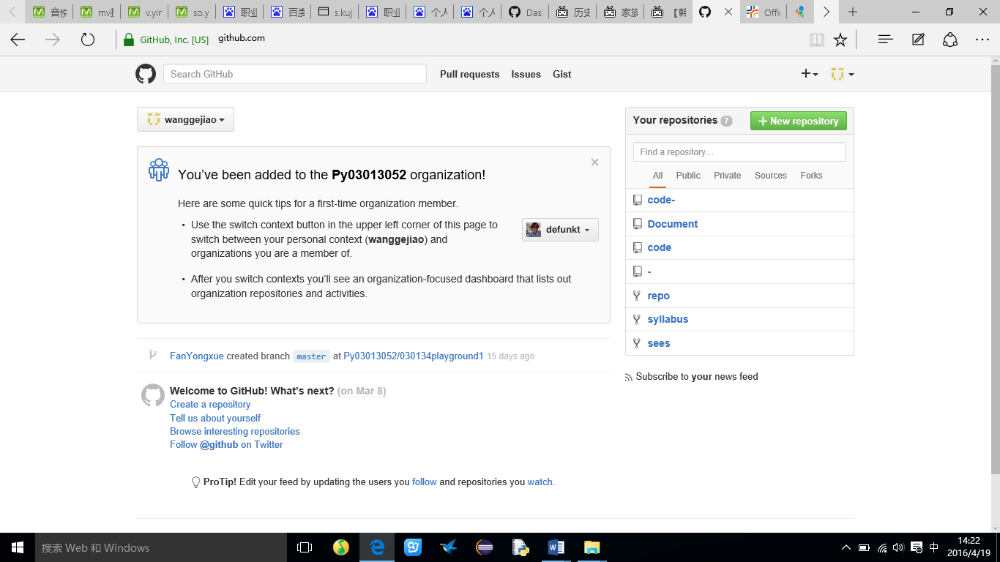 音悦
mv排
v.yir
so.y
职业
百度
s.kuj
职业
个人
个人
Dasl
历史
家族
【韩
Offic
GitHub, Inc. [US] github.com
Search GitHub
Pull requests Issues Gist
wanggejiao
Your repositories 7
New repository
Find a repository…
All Public Private Sources Forks
code-
Document
code
-
repo
syllabus
sees
Subscribe to your news feed
You've been added to the Py03013052 organization!
Here are some quick tips for a first-time organization member.
• Use the switch context button in the upper left corner of this page to
switch between your personal context (wanggejiao) and
organizations you are a member of.
defunkt
• After you switch contexts you'll see an organization-focused dashboard that lists out
organization repositories and activities.
FanYongxue created branch master at Py03013052/030134playground1 15 days ago
Welcome to GitHub! What's next? (on Mar 8)
Create a repository
Tell us about yourself
Browse interesting repositories
Follow @github on Twitter
ProTip! Edit your feed by updating the users you follow and repositories you watch.
搜索 Web 和 Windows
中
14:22
2016/4/19